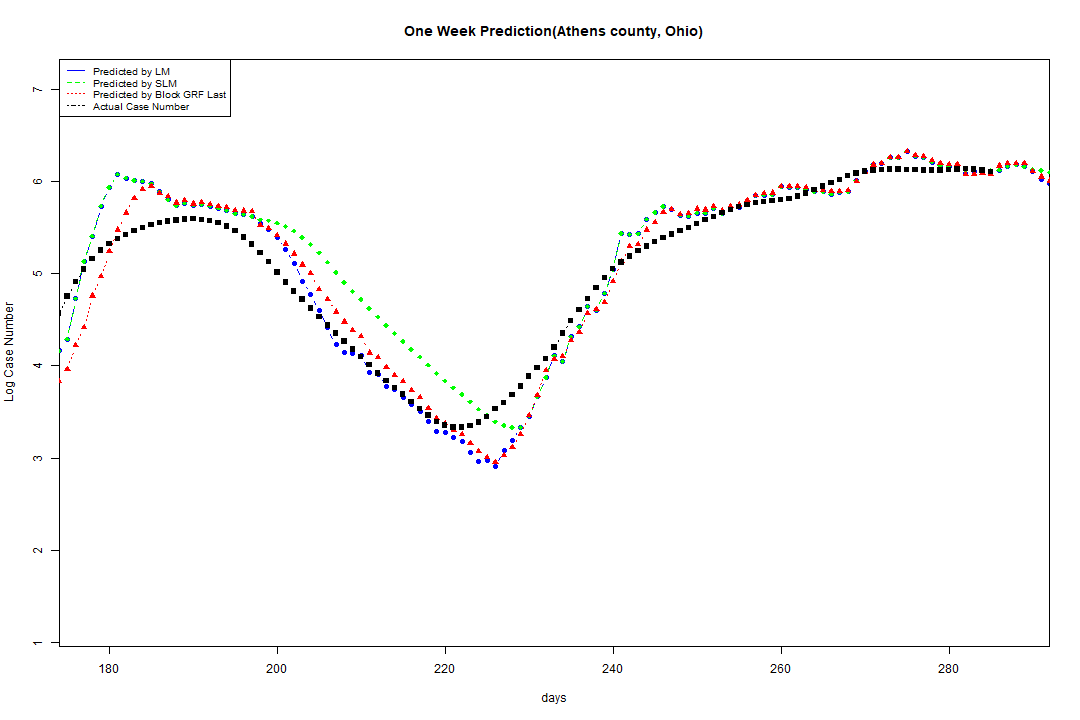 One Week Prediction(Athens county, Ohio)
Predicted by LM
Predicted by SLM
Predicted by Block GRF Last
Actual Case Number
7
6
5
4
3
2
1
Log Case Number
180 200 220 240 260 280
days